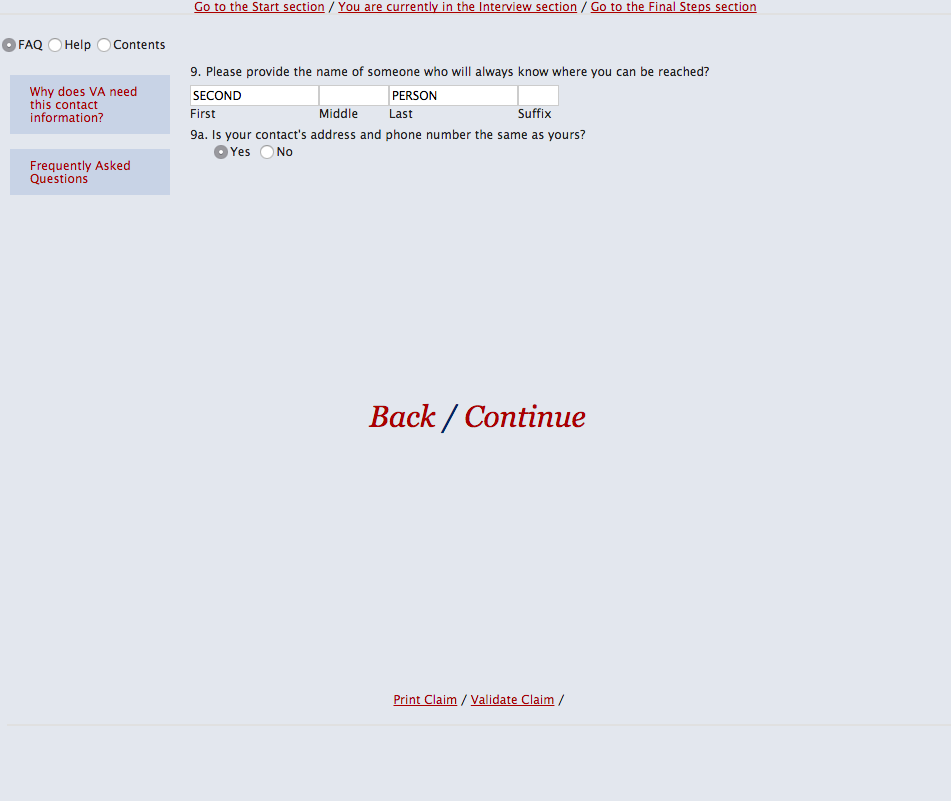 Go to the Start section / You are currently in the Interview section / Go to the Final Steps section
FAQ Help Contents
Why does VA need
this contact
information?
Frequently Asked
Questions
9. Please provide the name of someone who will always know where you can be reached?
SECOND PERSON
First Middle Last Suffix
9a. Is your contact's address and phone number the same as yours?
Yes No
Back / Continue
Print Claim / Validate Claim /